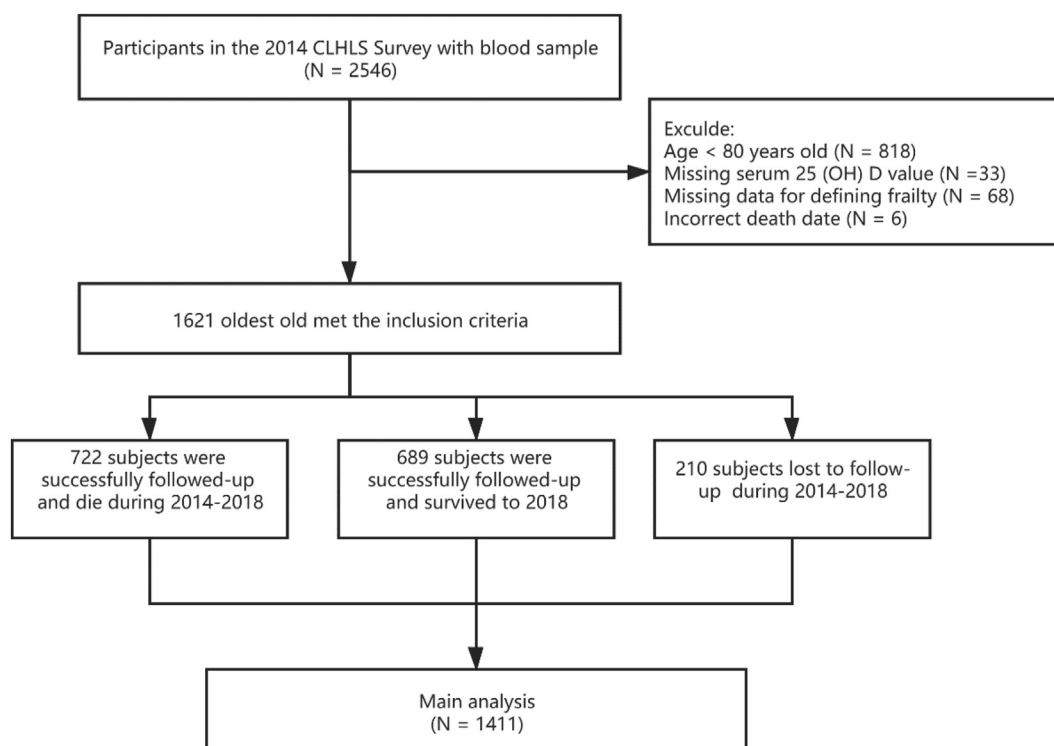 Participants in the 2014 CLHLS Survey with blood sample
(N = 2546)
Exculde:
Age < 80 years old (N = 818)
Missing serum 25 (OH) D value (N =33)
Missing data for defining frailty (N = 68)
Incorrect death date (N = 6)
1621 oldest old met the inclusion criteria
722 subjects were
successfully followed-up
and die during 2014-2018
689 subjects were
successfully followed-up
and survived to 2018
210 subjects lost to follow-
up during 2014-2018
Main analysis
(N = 1411)